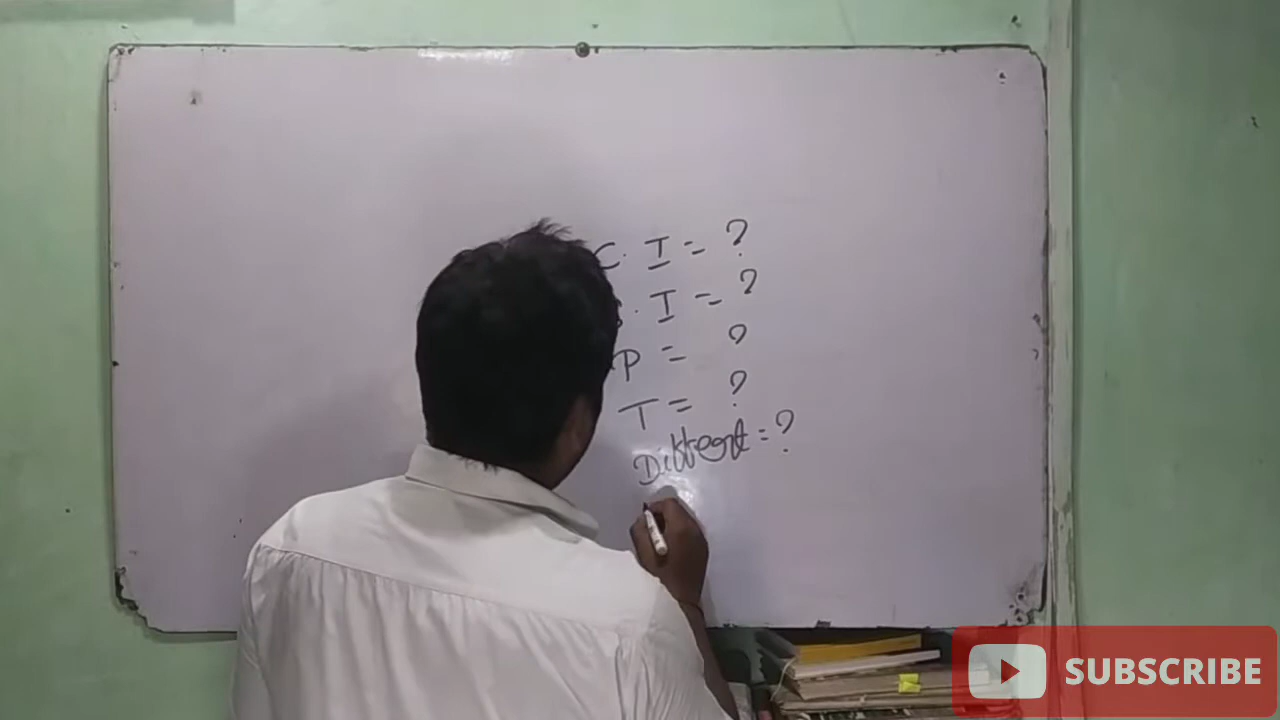 C. I = ?
. I = ?
P = ?
T = ?
Different = ?
SUBSCRIBE